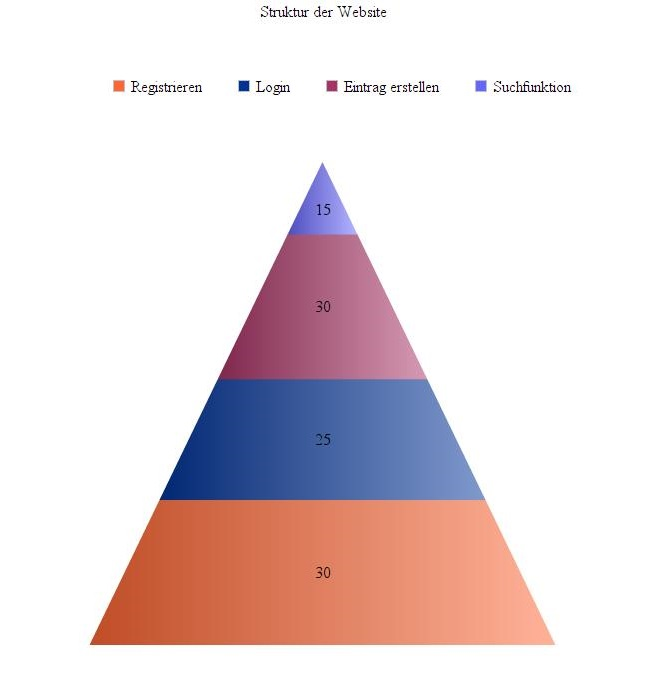 Struktur der Website
Registrieren Login Eintrag erstellen Suchfunktion
15
30
25
30